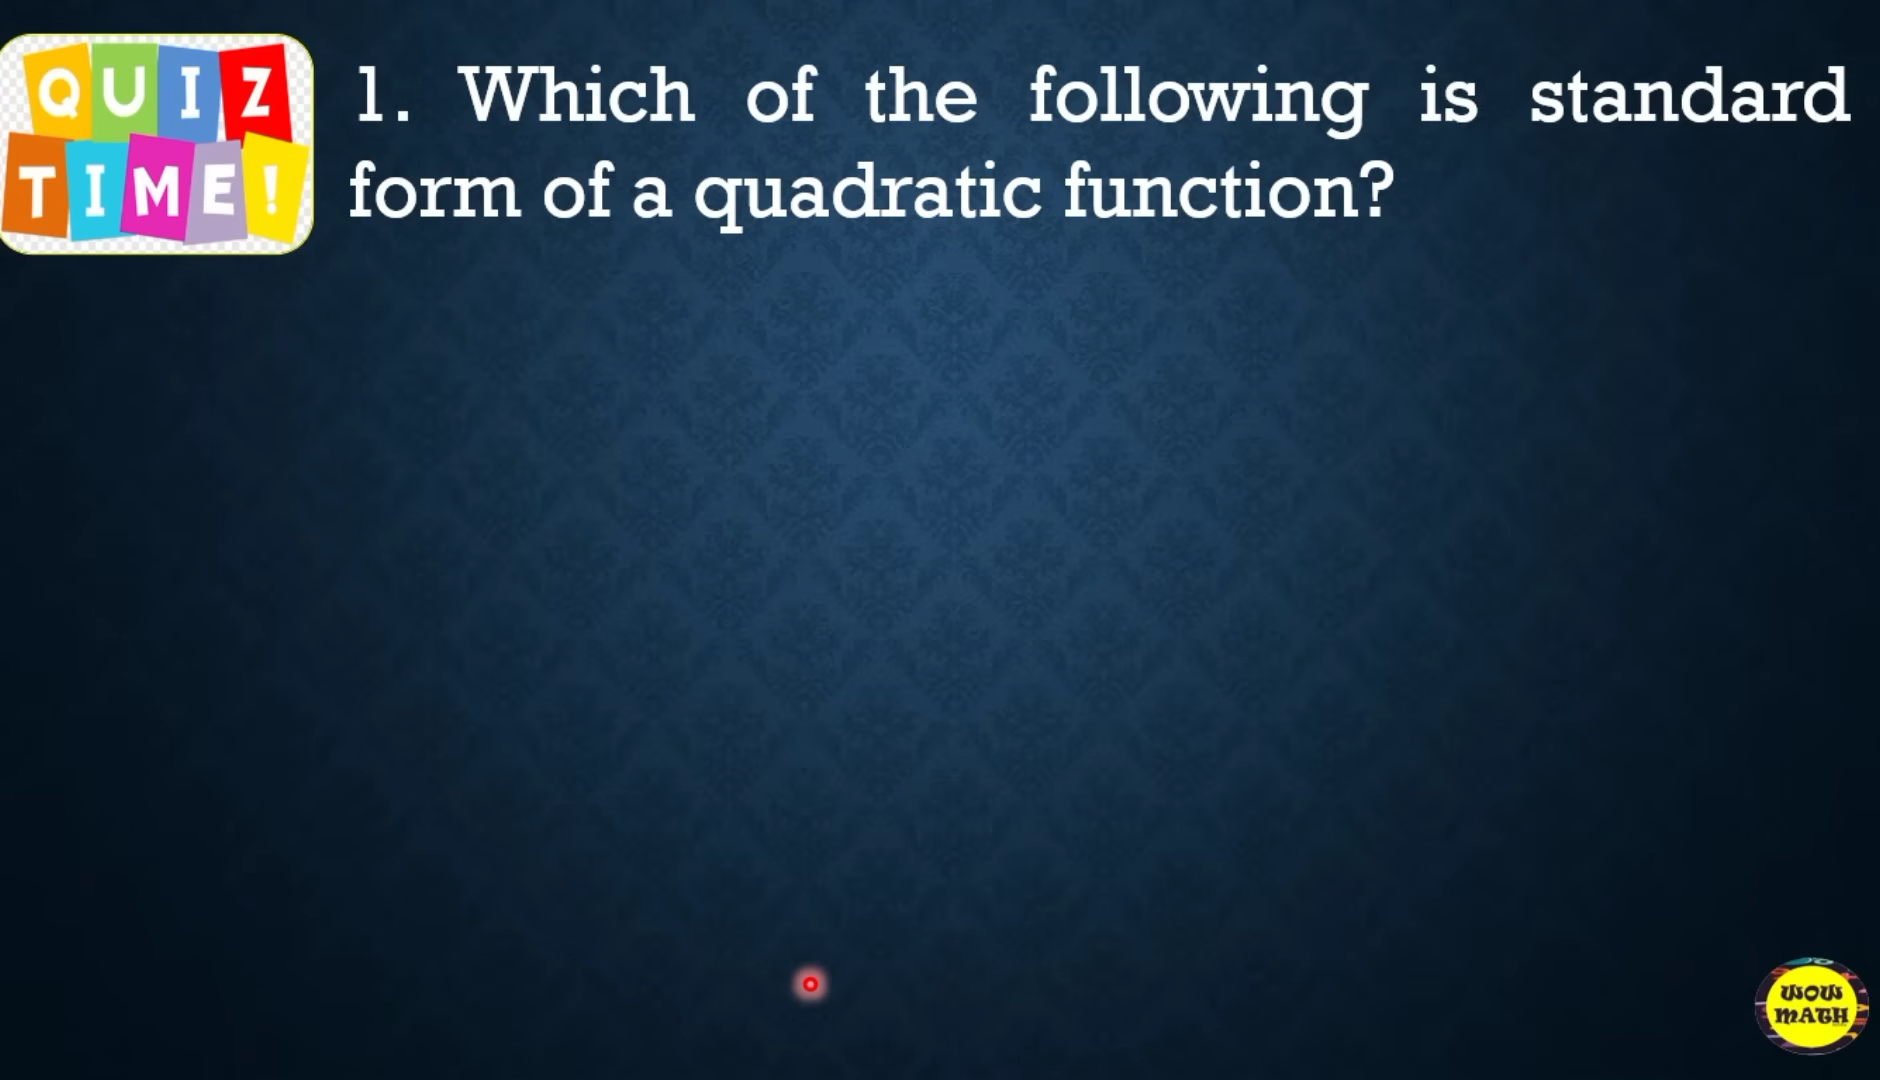 QUIZ
TIME!
1. Which of the following is standard
form of a quadratic function?
WOW
MATH